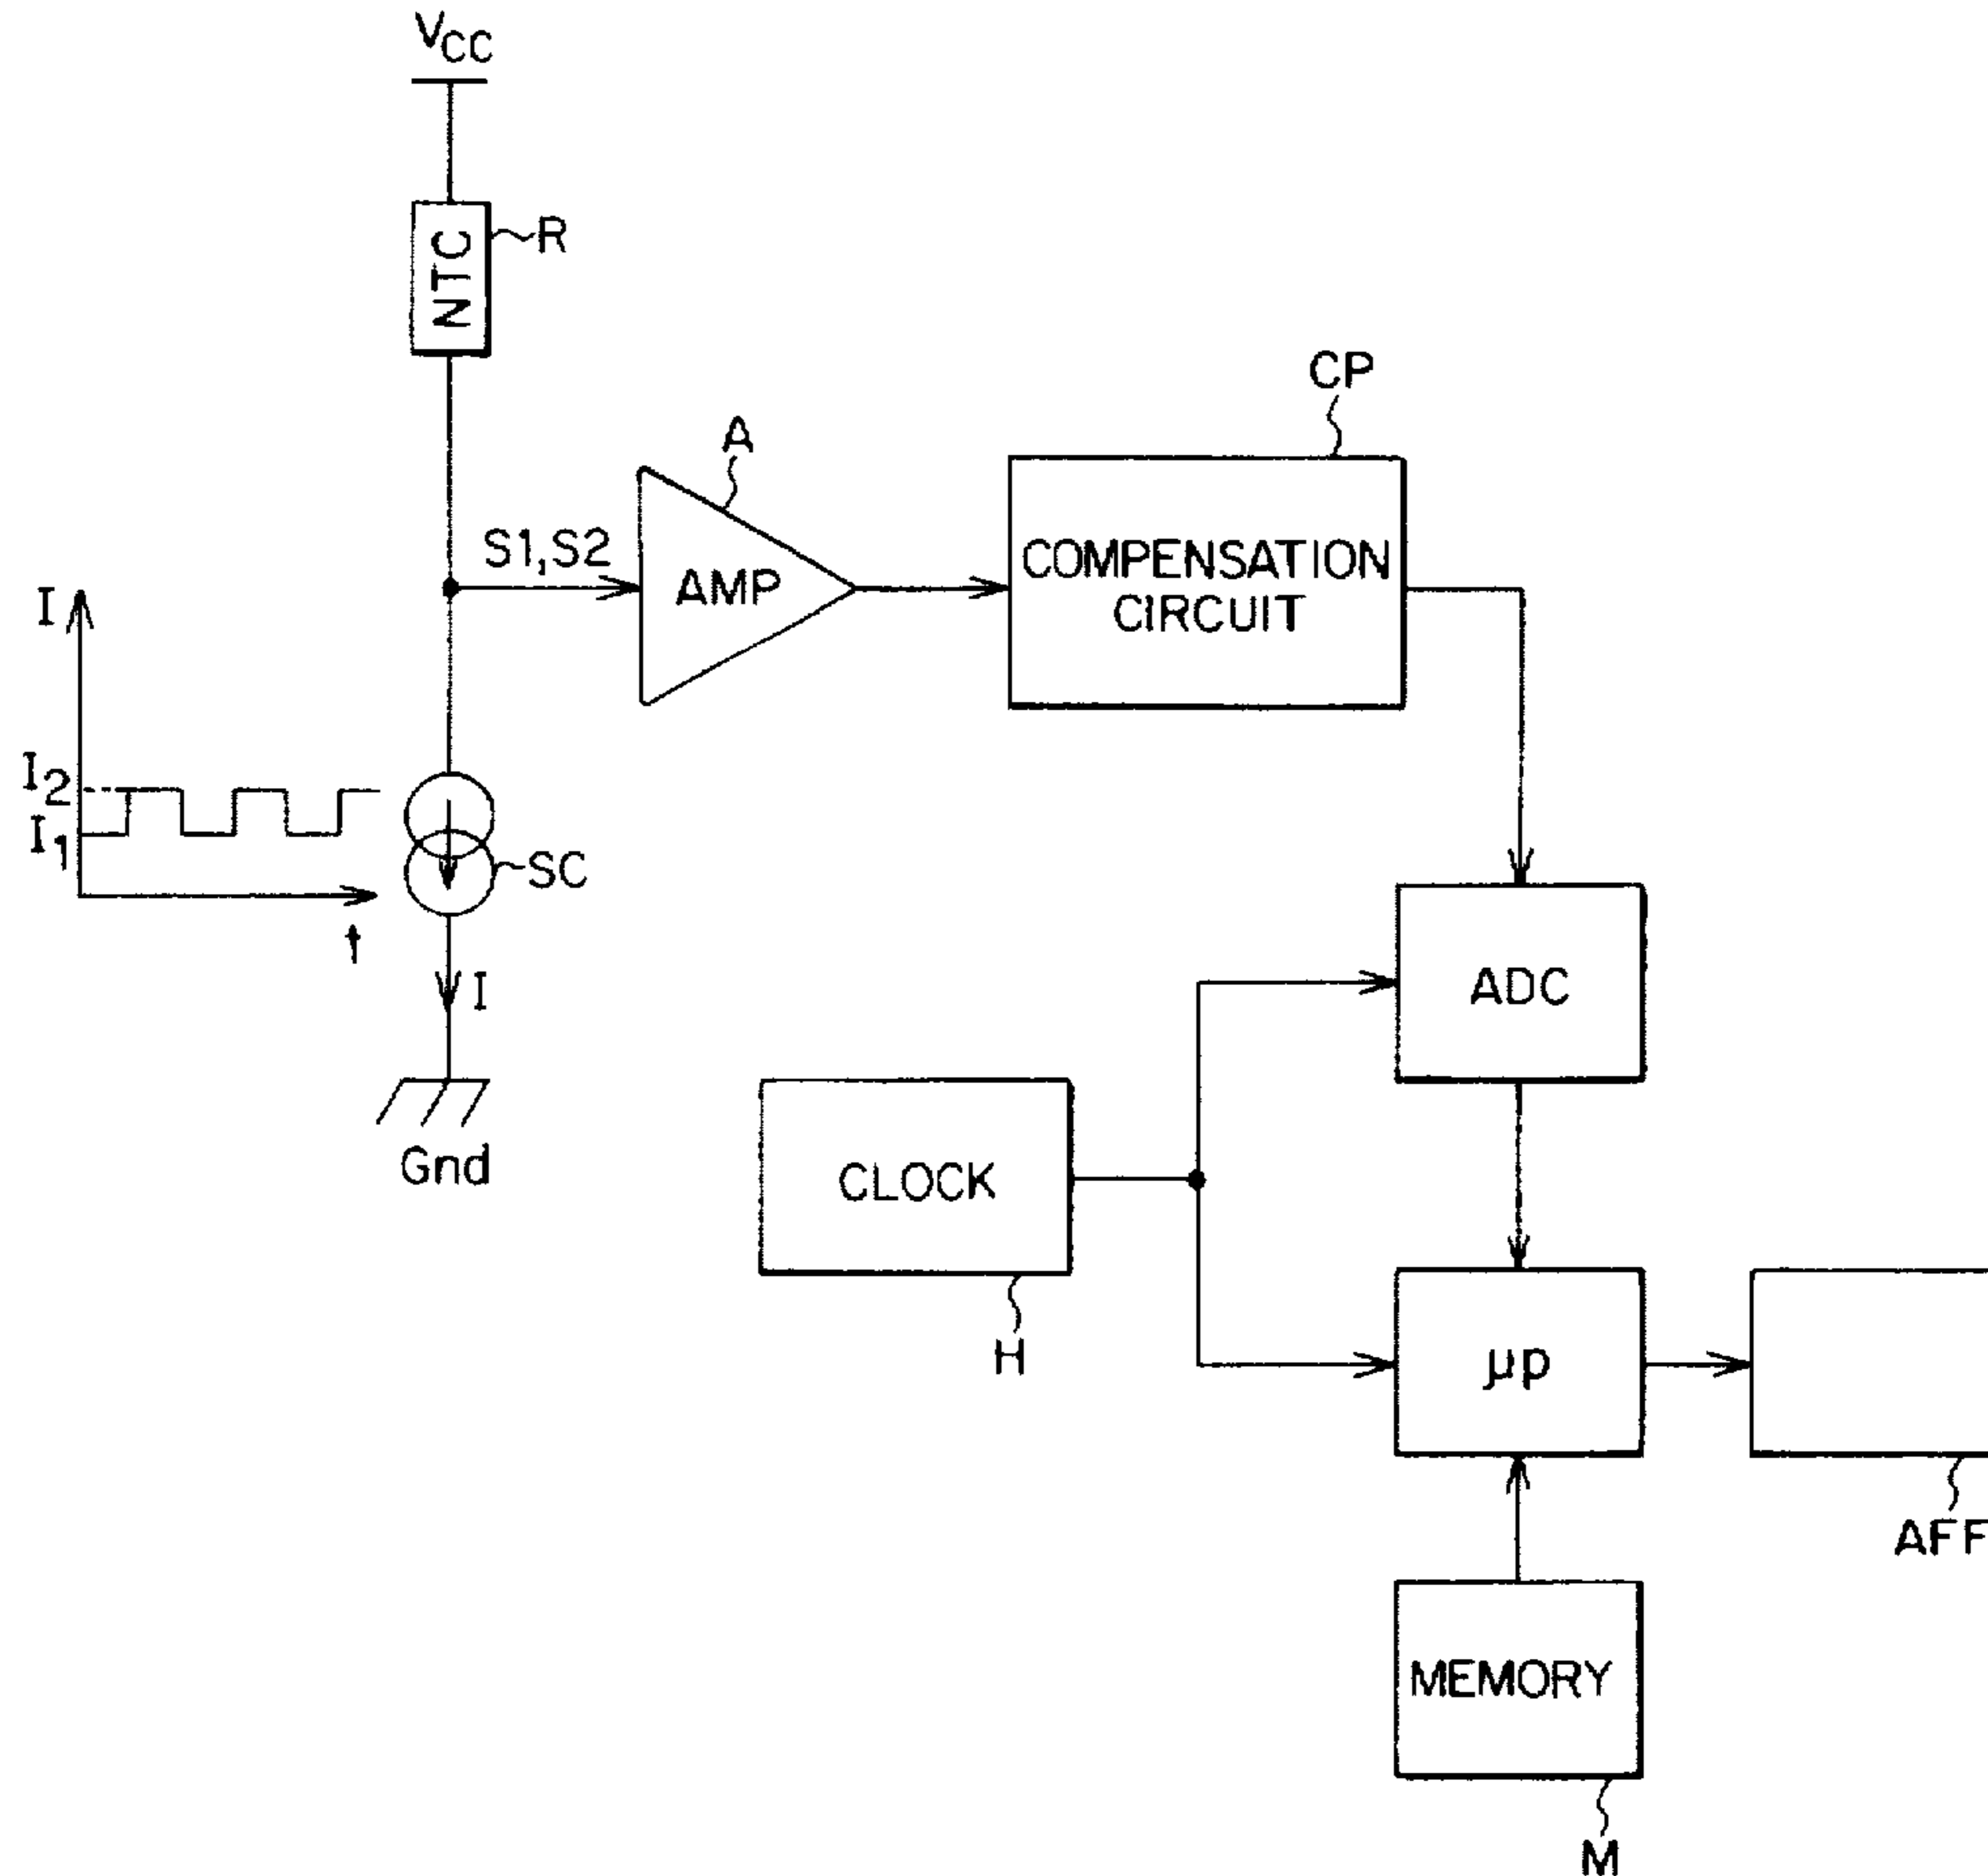 VCC
NTC
R
CP
A
S1,S2
AMP
COMPENSATION
CIRCUIT
I
I2
I1
t
SC
I
Gnd
ADC
CLOCK
H
µp
AFF
MEMORY
M